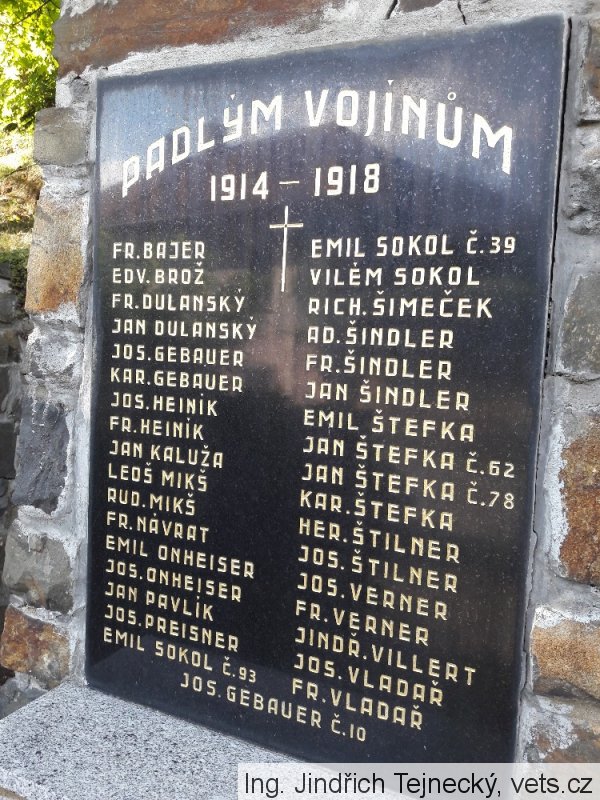 PADLÝM VOJÍNŮM
1914 – 1918
FR. BAJER
EDV. BROŽ
FR. DULANSKÝ
JAN DULANSKÝ
JOS. GEBAUER
KAR. GEBAUER
JOS. HEINÍK
FR. HEINÍK
JAN KALUŽA
LEOŠ MIKŠ
RUD. MIKŠ
FR. NÁVRAT
EMIL ONHEISER
JOS. ONHEISER
JAN PAVLÍK
JOS. PREISNER
EMIL SOKOL Č. 93
JOS. GEBAUER Č. 10
EMIL SOKOL Č. 39
VILÉM SOKOL
RICH. ŠIMEČEK
AD. ŠINDLER
FR. ŠINDLER
JAN ŠINDLER
EMIL ŠTEFKA
JAN ŠTEFKA Č. 62
JAN ŠTEFKA Č. 78
KAR. ŠTEFKA
HER. ŠTILNER
JOS. ŠTILNER
JOS. VERNER
FR. VERNER
JINDŘ. VILLERT
JOS. VLADAŘ
FR. VLADAŘ
Ing. Jindřich Tejnecký, vets.cz